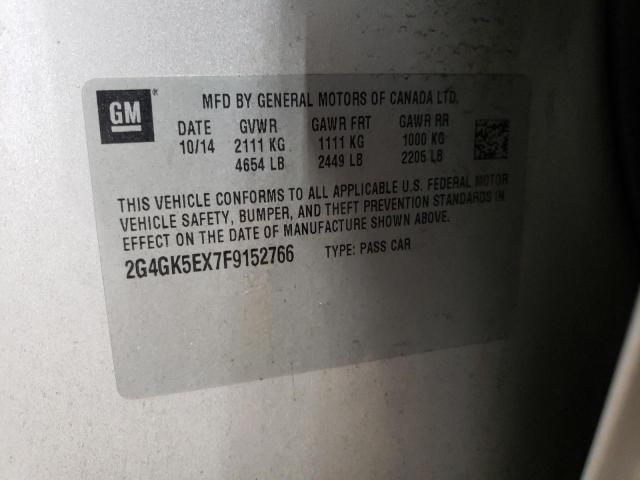 GM®
MFD BY GENERAL MOTORS OF CANADA LTD.
DATE GVWR GAWR FRT GAWR RR
10/14 2111 KG 1111 KG 1000 KG
4654 LB 2449 LB 2205 LB
THIS VEHICLE CONFORMS TO ALL APPLICABLE U.S. FEDERAL MOTOR
VEHICLE SAFETY, BUMPER, AND THEFT PREVENTION STANDARDS IN
EFFECT ON THE DATE OF MANUFACTURE SHOWN ABOVE.
2G4GK5EX7F9152766 TYPE: PASS CAR